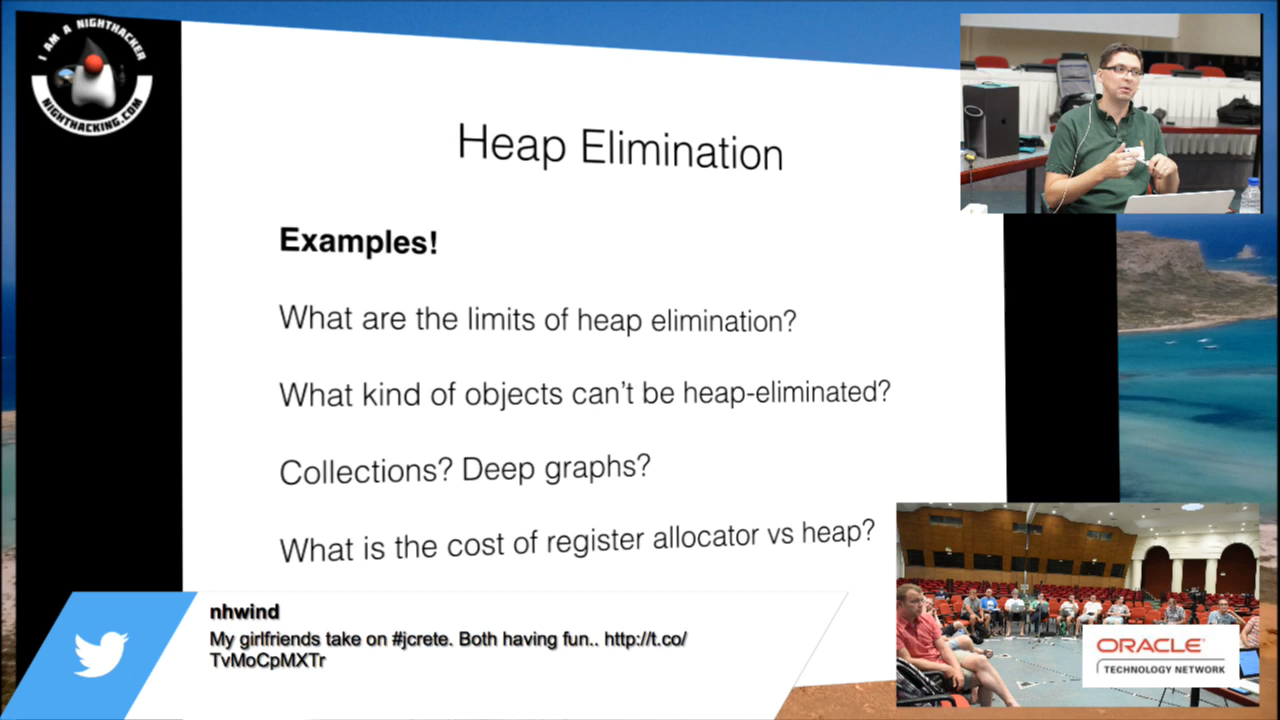 I AM A NIGHTHACKER
NIGHTHACKING.COM
Heap Elimination
Examples!
What are the limits of heap elimination?
What kind of objects can't be heap-eliminated?
Collections? Deep graphs?
What is the cost of register allocator vs heap?
nhwind
My girlfriends take on #jcrete. Both having fun.. http://t.co/
TvMoCpMXTr
ORACLE
TECHNOLOGY NETWORK